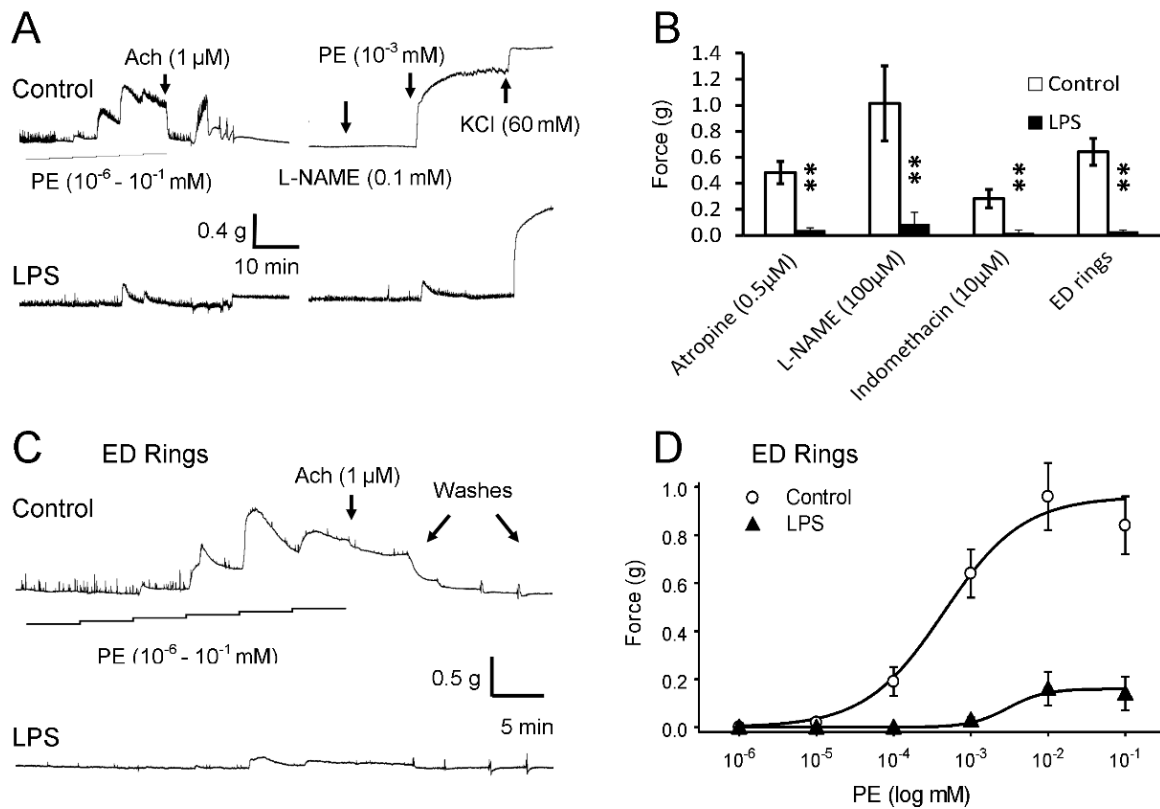 A
Control
Ach (1 µM)
PE (10-3 mM)
KCl (60 mM)
PE (10-6 - 10-1 mM)
L-NAME (0.1 mM)
0.4 g
10 min
LPS
B
Force (g)
1.4
1.2
1.0
0.8
0.6
0.4
0.2
0.0
Control
LPS
**
**
**
**
Atropine (0.5µM)
L-NAME (100µM)
Indomethacin (10µM)
ED rings
C ED Rings
Control
Ach (1 µM)
Washes
PE (10-6 - 10-1 mM)
0.5 g
5 min
LPS
D ED Rings
Control
LPS
Force (g)
1.0
0.8
0.6
0.4
0.2
0.0
10-6 10-5 10-4 10-3 10-2 10-1
PE (log mM)